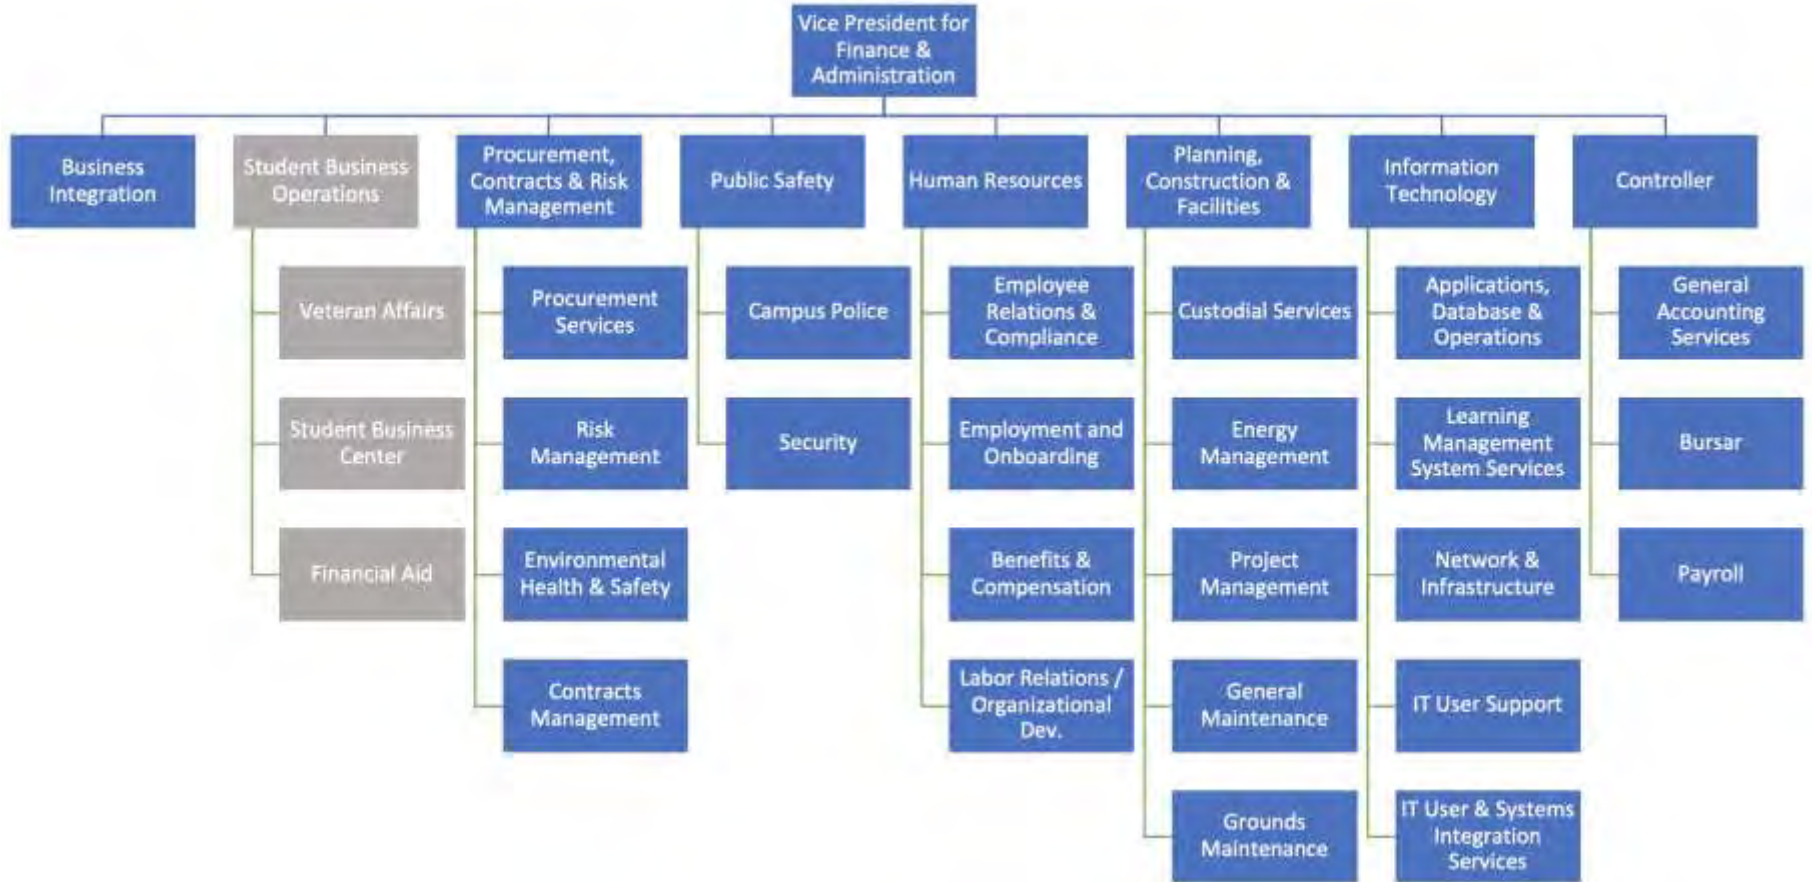 Vice President for
Finance &
Administration
Business
Integration
Student Business
Operations
Procurement,
Contracts & Risk
Management
Public Safety
Human Resources
Planning,
Construction &
Facilities
Information
Technology
Controller
Veteran Affairs
Student Business
Center
Financial Aid
Procurement
Services
Risk
Management
Environmental
Health & Safety
Contracts
Management
Campus Police
Security
Employee
Relations &
Compliance
Employment and
Onboarding
Benefits &
Compensation
Labor Relations /
Organizational
Dev.
Custodial Services
Energy
Management
Project
Management
General
Maintenance
Grounds
Maintenance
Applications,
Database &
Operations
Learning
Management
System Services
Network &
Infrastructure
IT User Support
IT User & Systems
Integration
Services
General
Accounting
Services
Bursar
Payroll